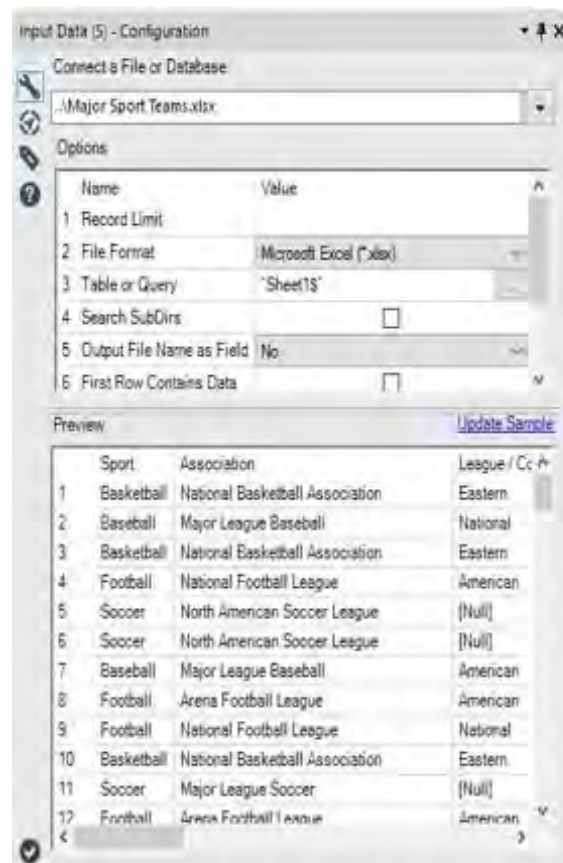 Input Data (5) - Configuration
Connect a File or Database
..\Major Sport Teams.xlsx
Options
Name Value
1 Record Limit
2 File Format Microsoft Excel (*.xlsx)
3 Table or Query `Sheet1$`
4 Search SubDirs
5 Output File Name as Field No
6 First Row Contains Data
Preview Update Sample
Sport Association League / Co
1 Basketball National Basketball Association Eastern
2 Baseball Major League Baseball National
3 Basketball National Basketball Association Eastern
4 Football National Football League American
5 Soccer North American Soccer League [Null]
6 Soccer North American Soccer League [Null]
7 Baseball Major League Baseball American
8 Football Arena Football League American
9 Football National Football League National
10 Basketball National Basketball Association Eastern
11 Soccer Major League Soccer [Null]
12 Football Arena Football League American